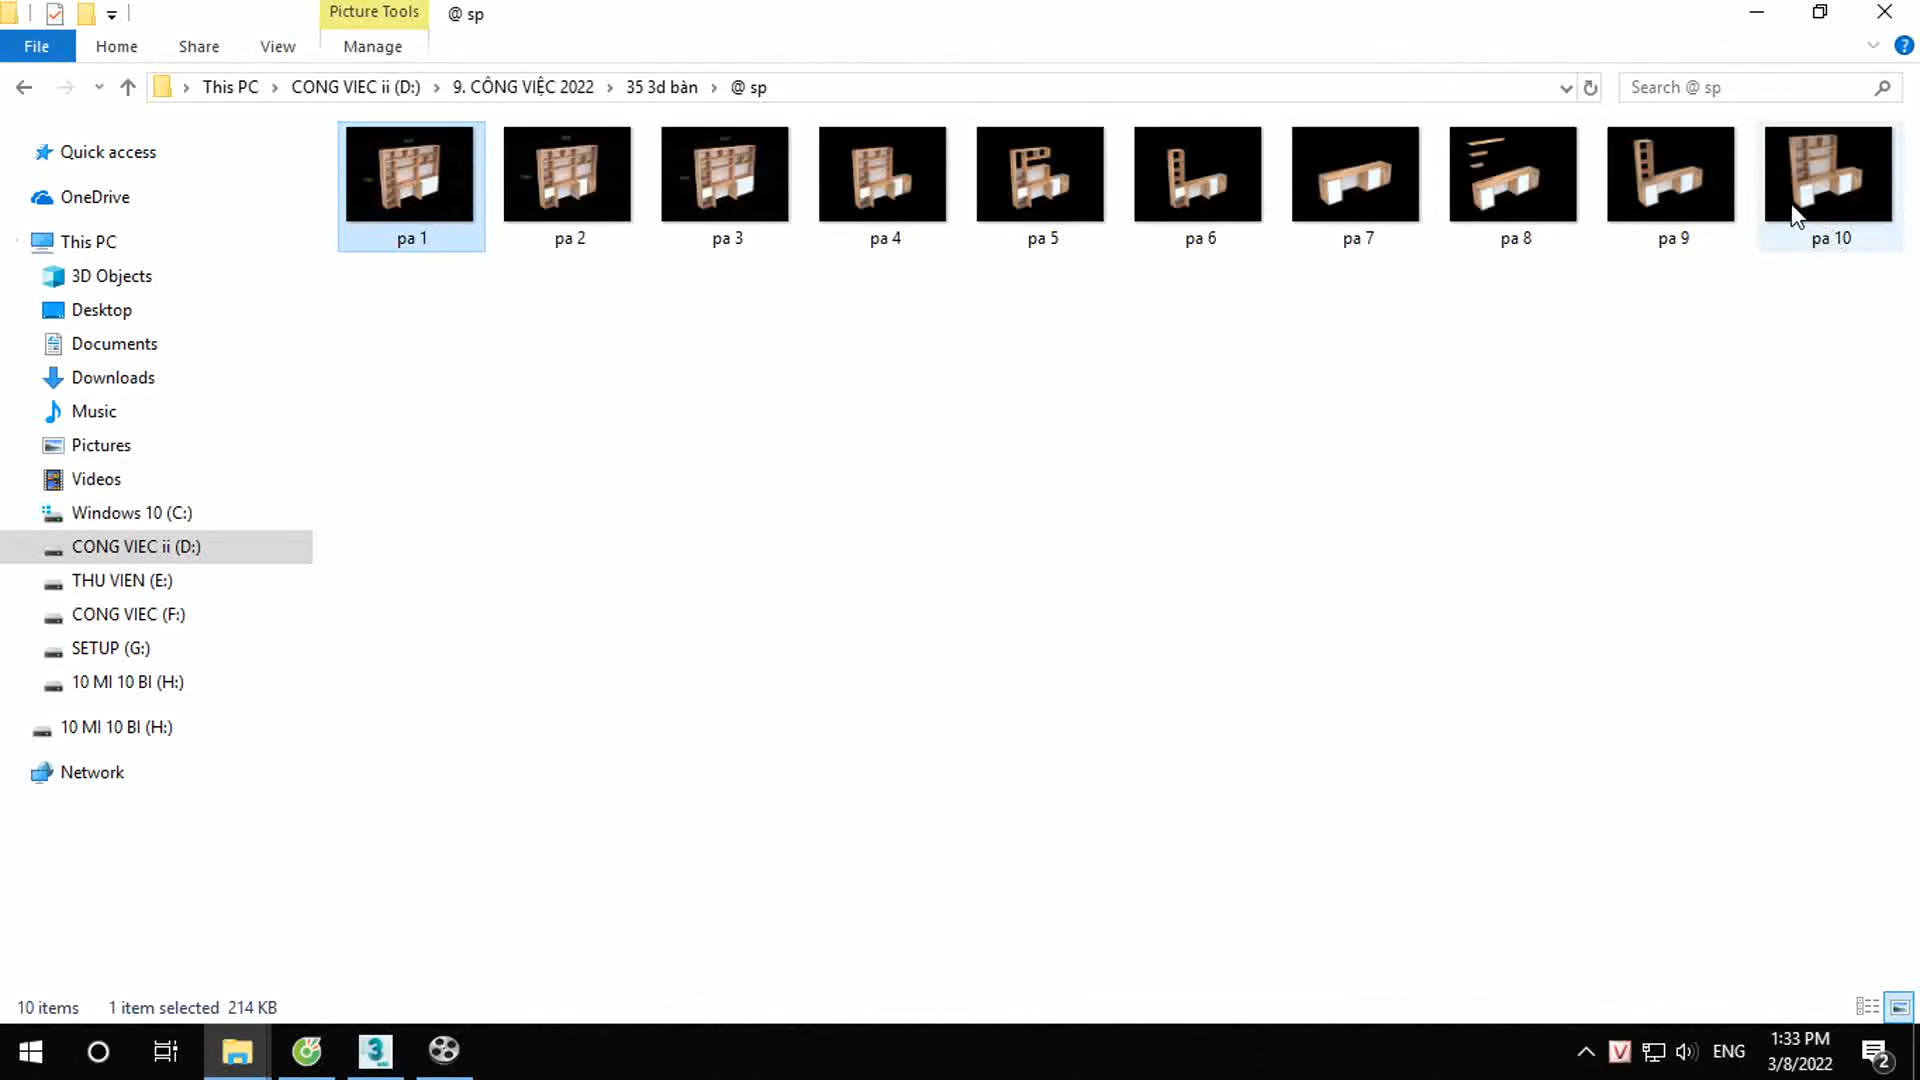 Picture Tools @ sp
File Home Share View Manage
This PC CONG VIEC ii (D:) 9. CÔNG VIỆC 2022 35 3d bàn @ sp
Search @ sp
Quick access
OneDrive
This PC
3D Objects
Desktop
Documents
Downloads
Music
Pictures
Videos
Windows 10 (C:)
CONG VIEC ii (D:)
THU VIEN (E:)
CONG VIEC (F:)
SETUP (G:)
10 MI 10 BI (H:)
10 MI 10 BI (H:)
Network
pa 1 pa 2 pa 3 pa 4 pa 5 pa 6 pa 7 pa 8 pa 9 pa 10
10 items 1 item selected 214 KB
ENG
1:33 PM
3/8/2022
2